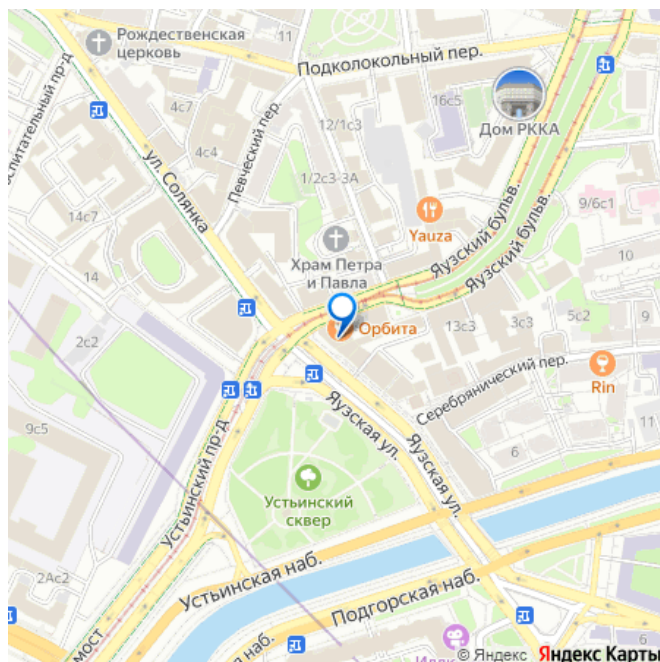 Рождественская
церковь
11
Подколокольный пер.
16с5
Дом РККА
4с7
Певческий пер.
12/1с3
4с4
ул. Солянка
1/2с3-3А
14с7
Yauza
9/6с1
Яузский бульв.
Яузский бульв.
Храм Петра
и Павла
10
14
Орбита
13с3
3с3
5с2
9
2с2
Серебрянический пер.
Rin
Яузская ул.
Яузская ул.
11
6
9с5
Устьинский пр-д
Устьинский
сквер
2Ас2
Устьинская наб.
Подгорская наб.
мост
наб.
6
© Яндекс Яндекс Карты